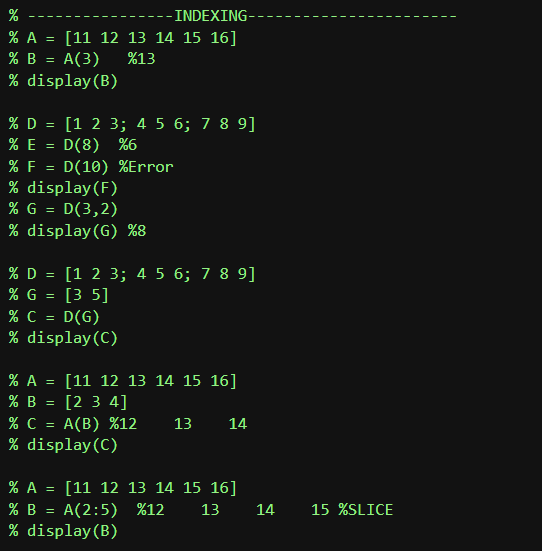 % ----------------INDEXING-----------------------
% A = [11 12 13 14 15 16]
% B = A(3)   %13
% display(B)

% D = [1 2 3; 4 5 6; 7 8 9]
% E = D(8)  %6
% F = D(10) %Error
% display(F)
% G = D(3,2)
% display(G) %8

% D = [1 2 3; 4 5 6; 7 8 9]
% G = [3 5]
% C = D(G)
% display(C)

% A = [11 12 13 14 15 16]
% B = [2 3 4]
% C = A(B) %12    13    14
% display(C)

% A = [11 12 13 14 15 16]
% B = A(2:5)  %12    13    14    15 %SLICE
% display(B)